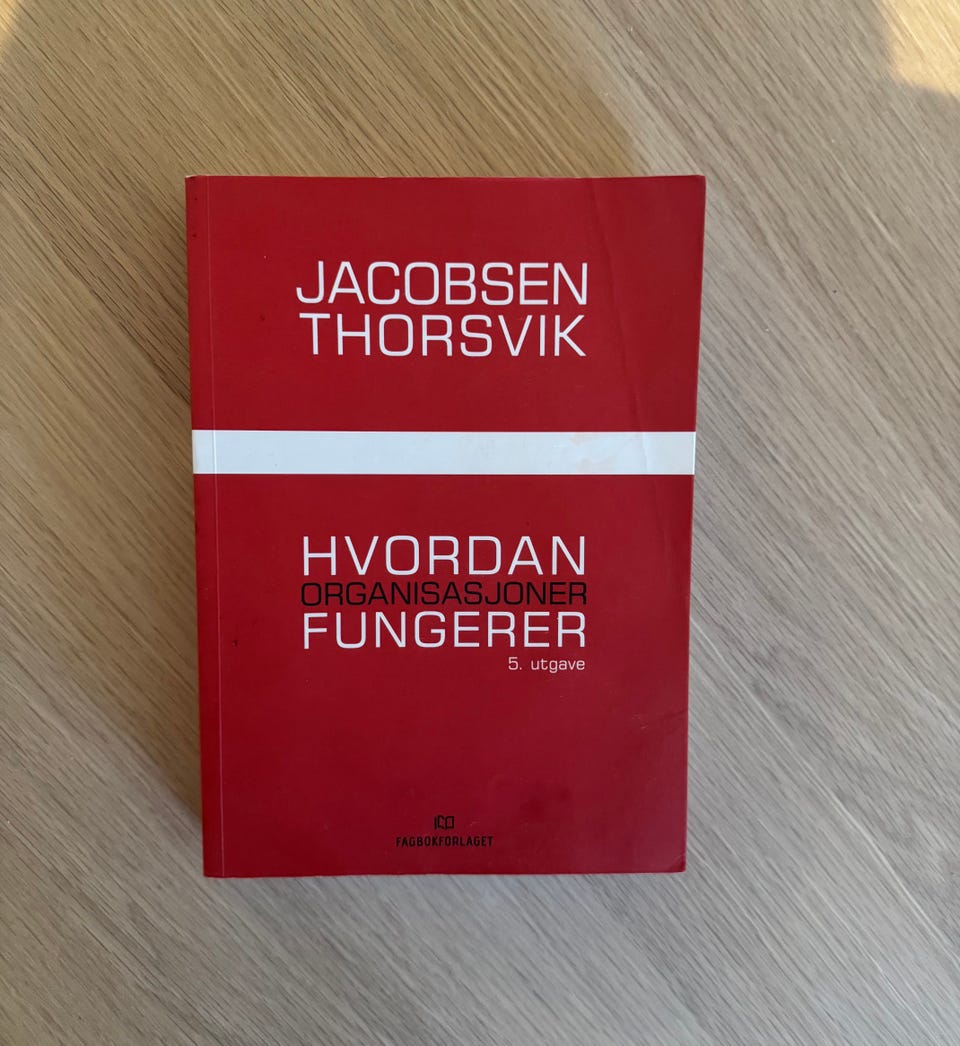 JACOBSEN
THORSVIK
HVORDAN
ORGANISASJONER
FUNGERER
5. utgave
FAGBOKFORLAGET